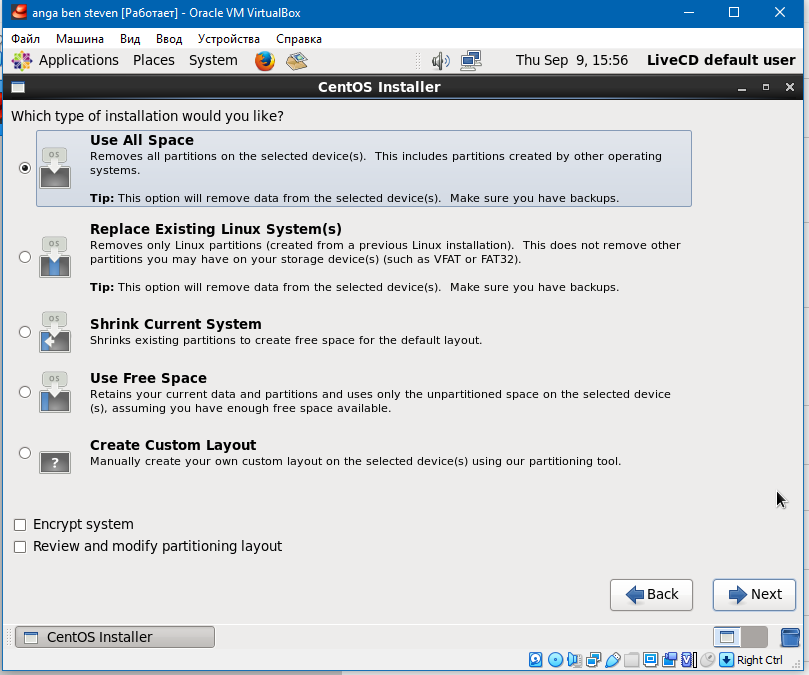 anga ben steven [Работает] - Oracle VM VirtualBox
Файл Машина Вид Ввод Устройства Справка
Applications Places System Thu Sep 9, 15:56 LiveCD default user
CentOS Installer
Which type of installation would you like?
OS
Use All Space
Removes all partitions on the selected device(s). This includes partitions created by other operating
systems.
Tip: This option will remove data from the selected device(s). Make sure you have backups.
OS
Replace Existing Linux System(s)
Removes only Linux partitions (created from a previous Linux installation). This does not remove other
partitions you may have on your storage device(s) (such as VFAT or FAT32).
Tip: This option will remove data from the selected device(s). Make sure you have backups.
OS
Shrink Current System
Shrinks existing partitions to create free space for the default layout.
OS
Use Free Space
Retains your current data and partitions and uses only the unpartitioned space on the selected device
(s), assuming you have enough free space available.
?
Create Custom Layout
Manually create your own custom layout on the selected device(s) using our partitioning tool.
Encrypt system
Review and modify partitioning layout
Back Next
CentOS Installer
V Right Ctrl